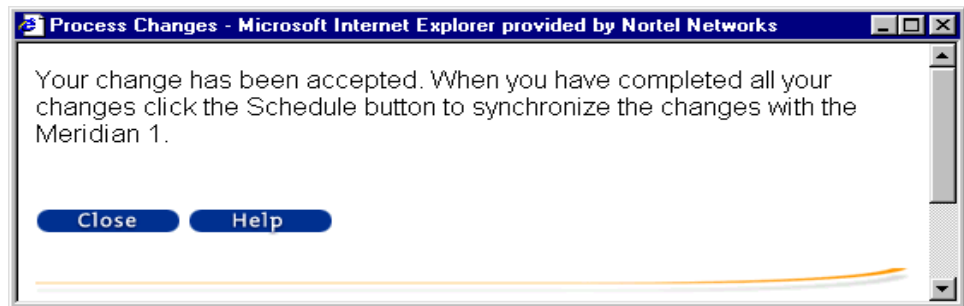 Process Changes - Microsoft Internet Explorer provided by Nortel Networks
Your change has been accepted. When you have completed all your
changes click the Schedule button to synchronize the changes with the
Meridian 1.
Close Help